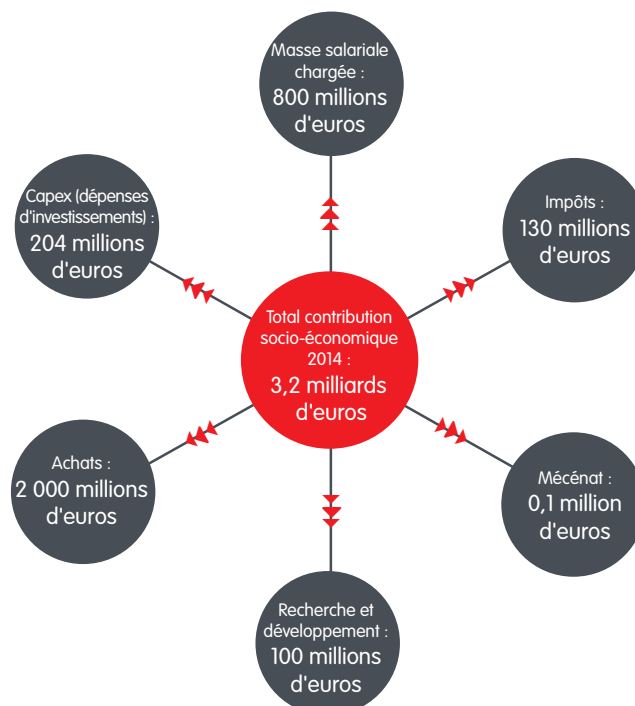 Masse salariale
chargée :
800 millions
d'euros
Capex (dépenses
d'investissements) :
204 millions
d'euros
Impôts :
130 millions
d'euros
Total contribution
socio-économique
2014 :
3,2 milliards
d'euros
Achats :
2 000 millions
d'euros
Mécénat :
0,1 million
d'euros
Recherche et
développement :
100 millions
d'euros